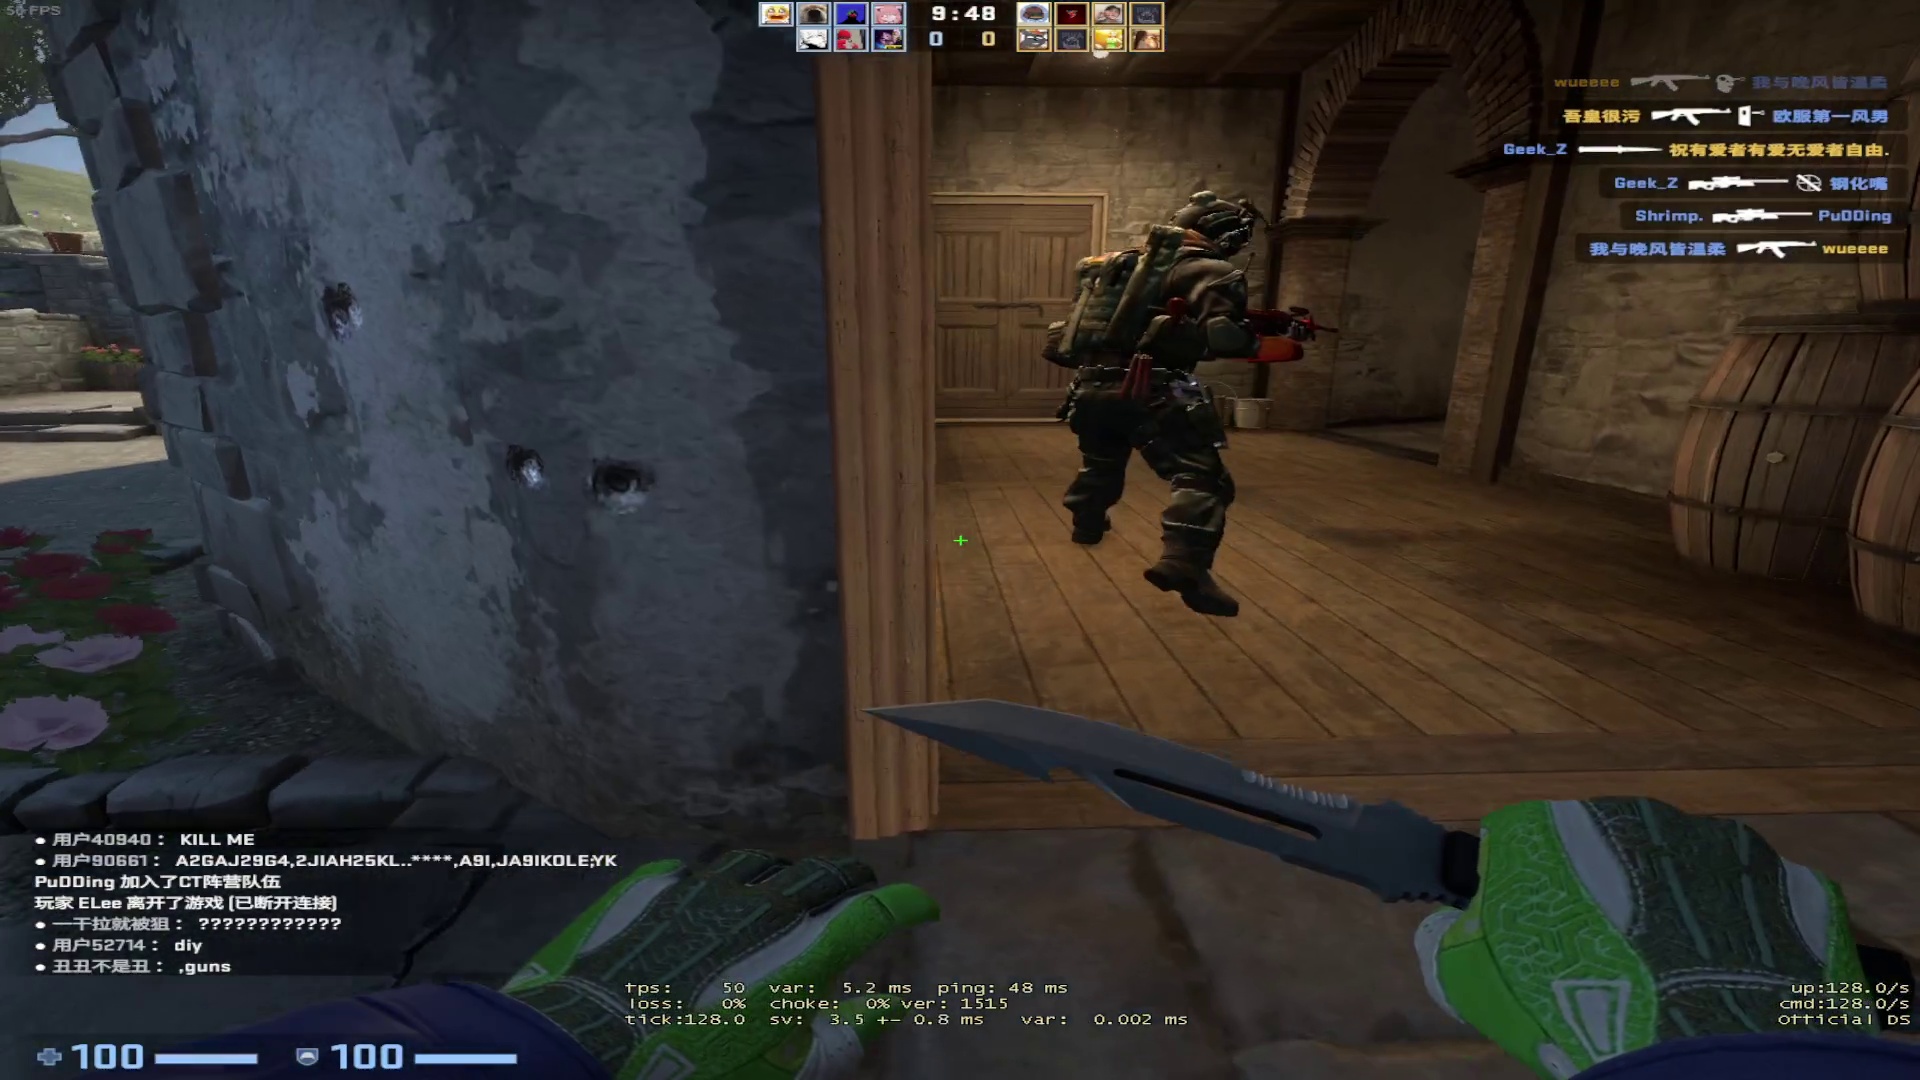 50 FPS
9:48
0 0
wueeee 我与晚风皆温柔
吾皇很污 欧服第一风男
Geek_Z 祝有爱者有爱无爱者自由.
Geek_Z 钢化嘴
Shrimp. PuDDing
我与晚风皆温柔 wueeee
● 用户40940： KILL ME
● 用户90661： A2GAJ29G4,2JIAH25KL..****,A9I,JA9IKOLE;YK
PuDDing 加入了CT阵营队伍
玩家 ELee 离开了游戏 [已断开连接]
● 一干拉就被狙： ????????????
● 用户52714： diy
● 丑丑不是丑： ,guns
fps: 50 var: 5.2 ms ping: 48 ms
loss: 0% choke: 0% ver: 1515
tick:128.0 sv: 3.5 +- 0.8 ms var: 0.002 ms
up:128.0/s
cmd:128.0/s
Official DS
100 100